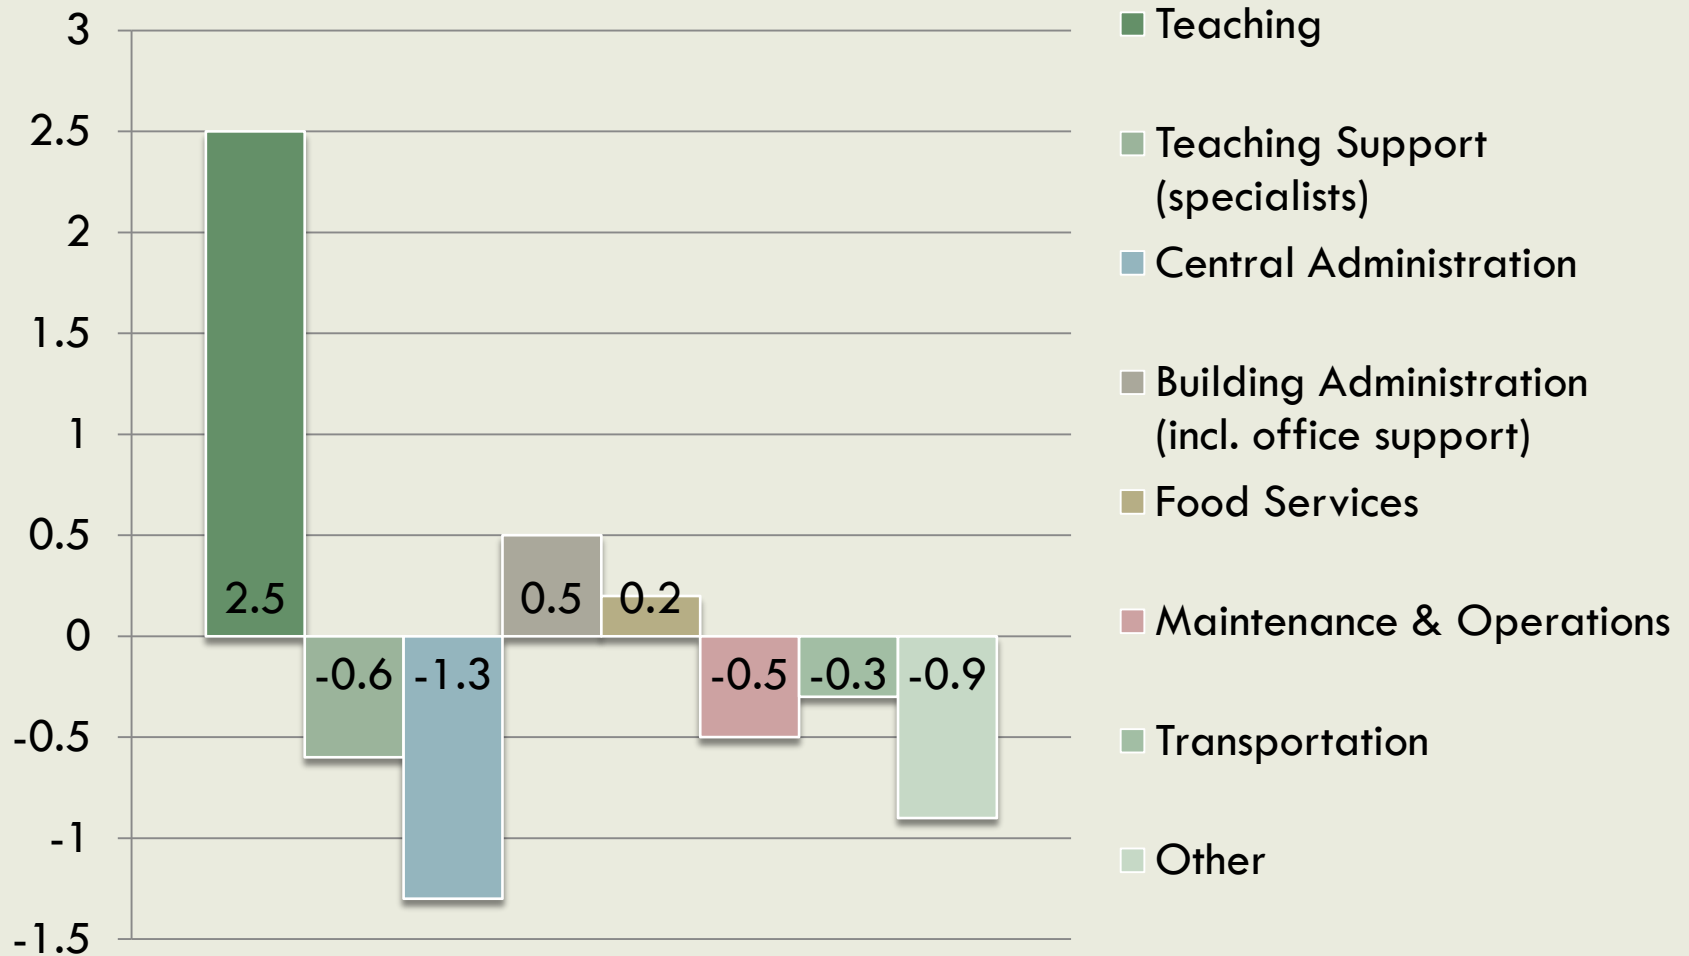 3
2.5
2
1.5
1
0.5
0
-0.5
-1
-1.5
2.5
-0.6
-1.3
0.5
0.2
-0.5
-0.3
-0.9
Teaching
Teaching Support
(specialists)
Central Administration
Building Administration
(incl. office support)
Food Services
Maintenance & Operations
Transportation
Other